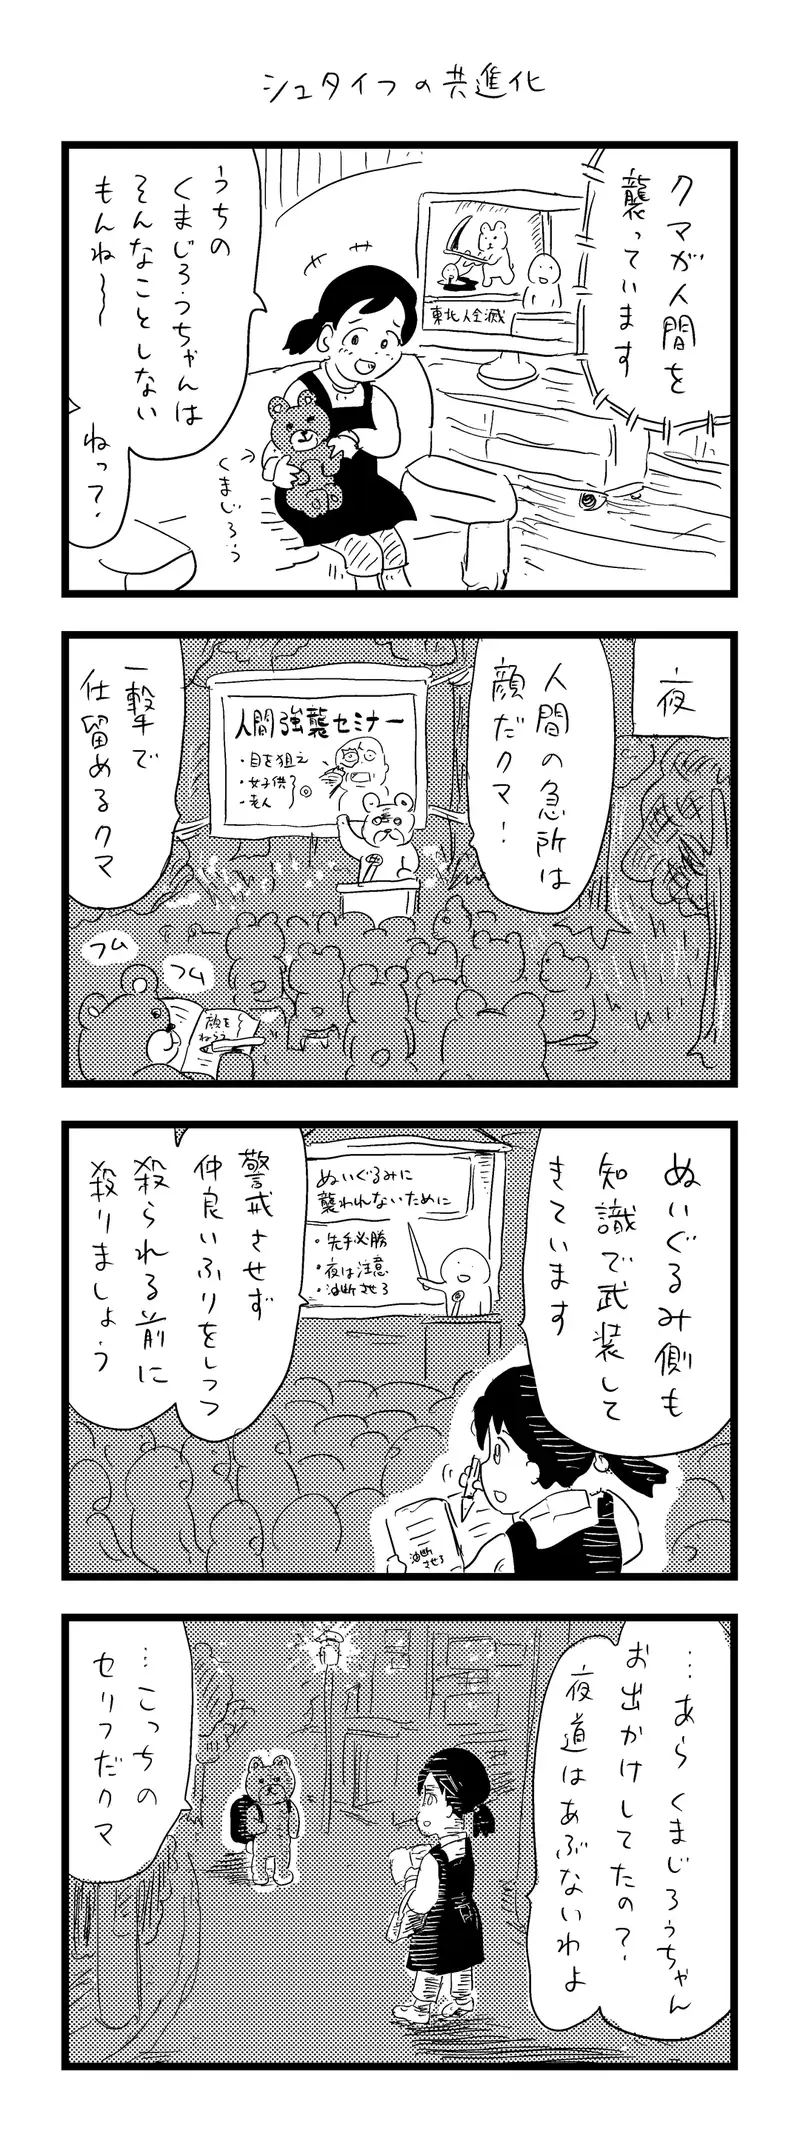 シュタイフの共進化
クマが人間を
襲っています
東北人全滅
うちの
くまじろうちゃんは
そんなことしない
もんね〜
ねっ?
くまじろう
夜
人間の急所は
顔だクマ!
人間強襲セミナー
・目を狙え
・女子供
・老人
◎
一撃で
仕留めるクマ
フム
フム
顔を
ねらう
ぬいぐるみ側も
知識で武装して
きています
ぬいぐるみに
襲われないために
・先手必勝
・夜は注意
・油断させろ
警戒させず
仲良いふりをしつつ
殺られる前に
殺りましょう
油断
させろ
…あら くまじろうちゃん
お出かけしてたの?
夜道はあぶないわよ
…こっちの
セリフだクマ